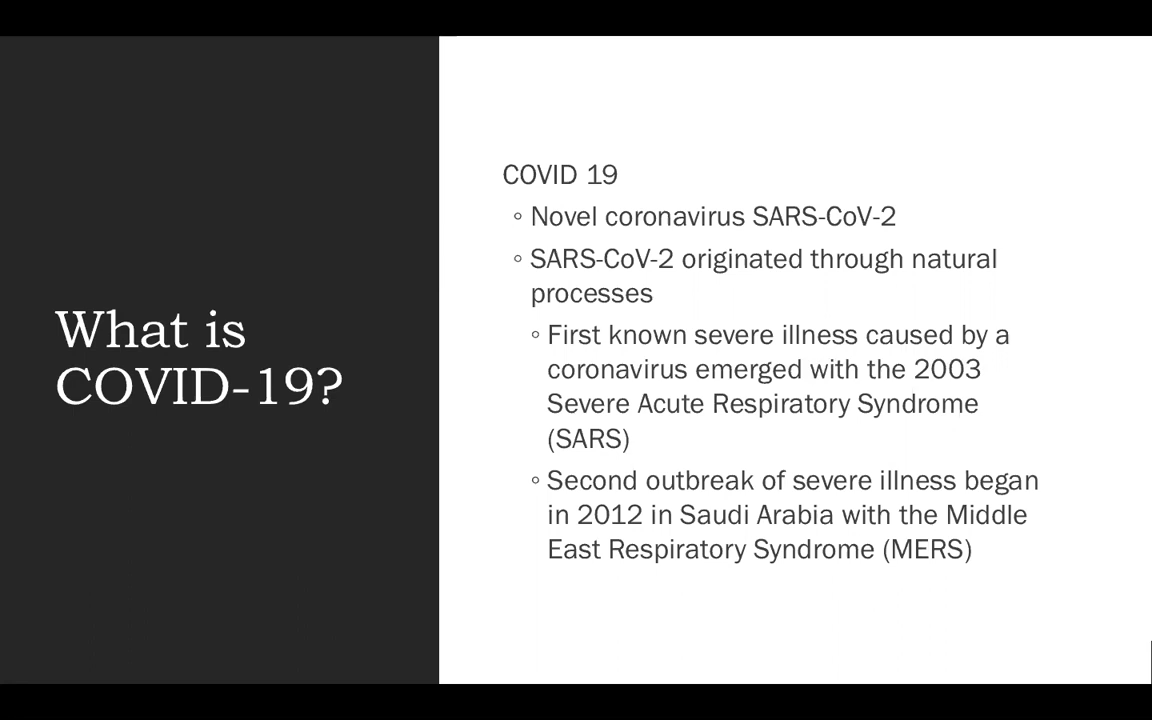 What is
COVID-19?
COVID 19
◦ Novel coronavirus SARS-CoV-2
◦ SARS-CoV-2 originated through natural
processes
◦ First known severe illness caused by a
coronavirus emerged with the 2003
Severe Acute Respiratory Syndrome
(SARS)
◦ Second outbreak of severe illness began
in 2012 in Saudi Arabia with the Middle
East Respiratory Syndrome (MERS)